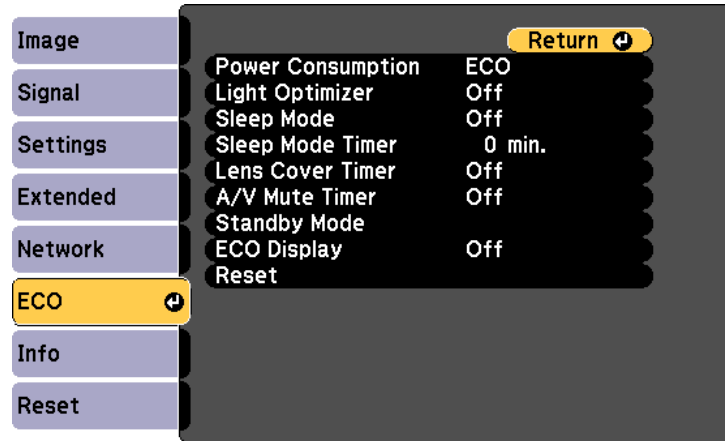 Image
Signal
Settings
Extended
Network
ECO
Info
Reset
Return
Power Consumption ECO
Light Optimizer Off
Sleep Mode Off
Sleep Mode Timer 0 min.
Lens Cover Timer Off
A/V Mute Timer Off
Standby Mode
ECO Display Off
Reset